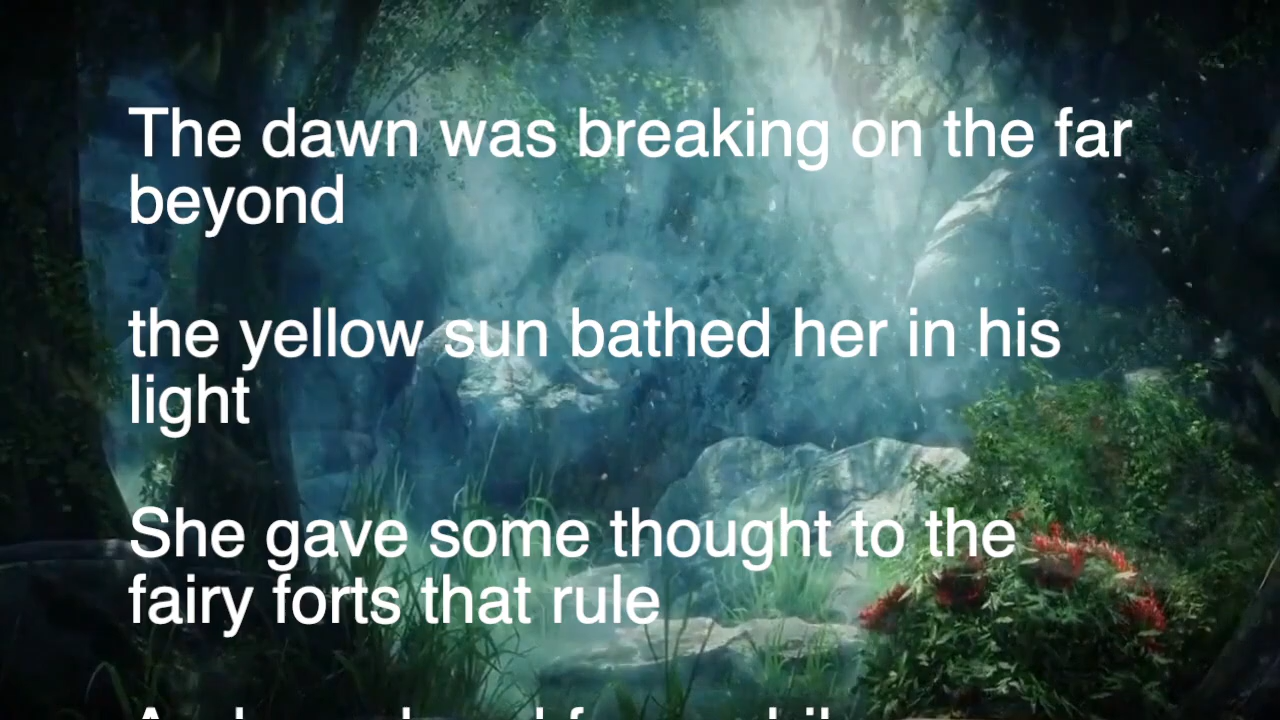 The dawn was breaking on the far
beyond
the yellow sun bathed her in his
light
She gave some thought to the
fairy forts that rule